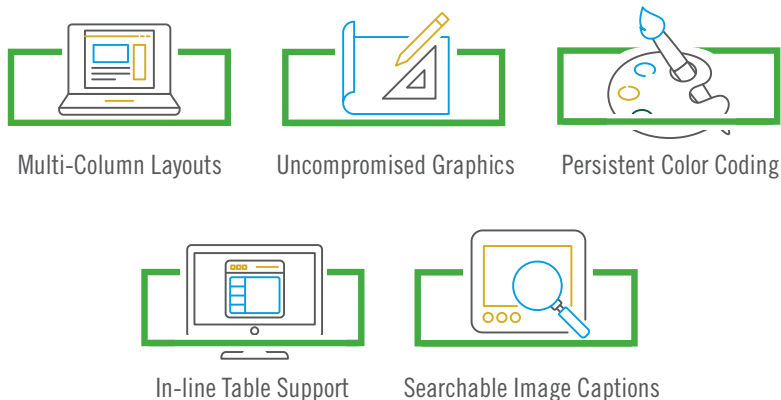 Multi-Column Layouts
Uncompromised Graphics
Persistent Color Coding
In-line Table Support
Searchable Image Captions